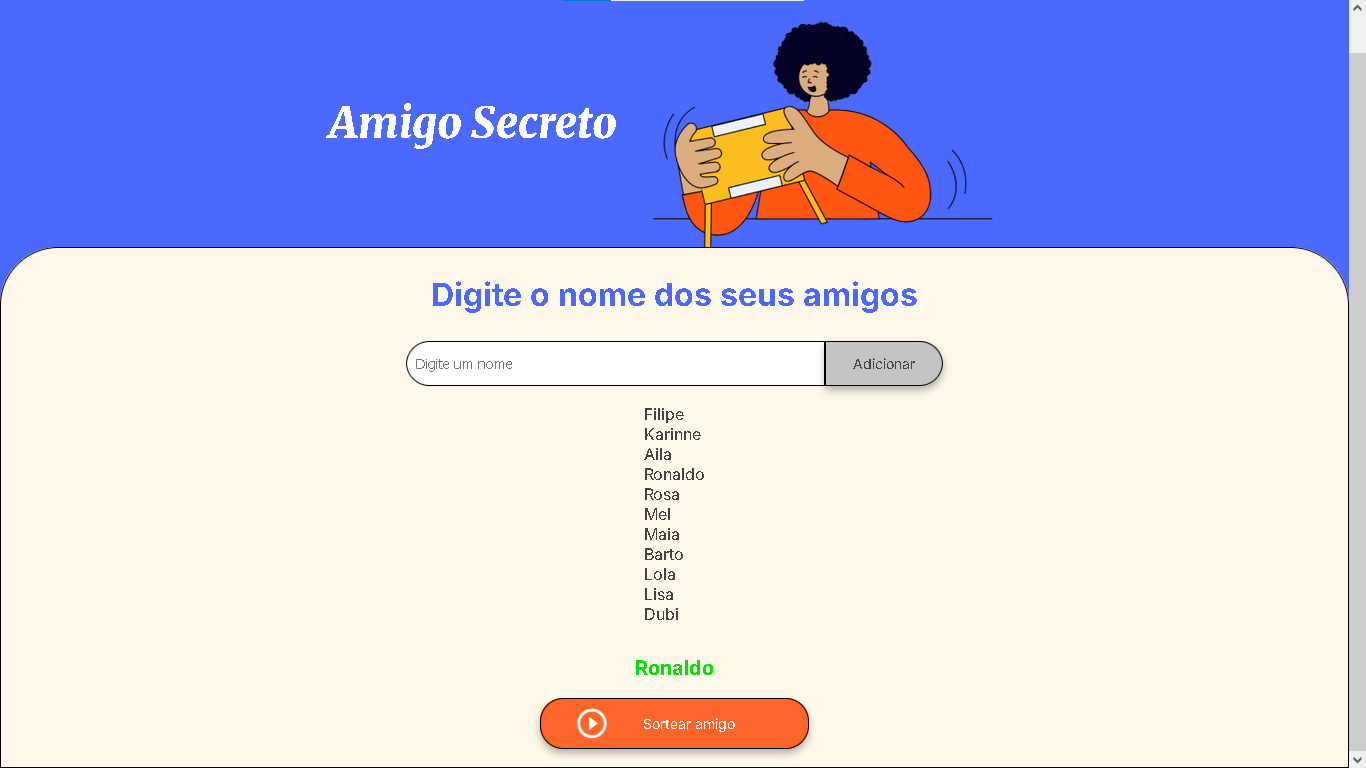 Amigo Secreto
Digite o nome dos seus amigos
Digite um nome
Adicionar
Filipe
Karinne
Aila
Ronaldo
Rosa
Mel
Maia
Barto
Lola
Lisa
Dubi
Ronaldo
Sortear amigo